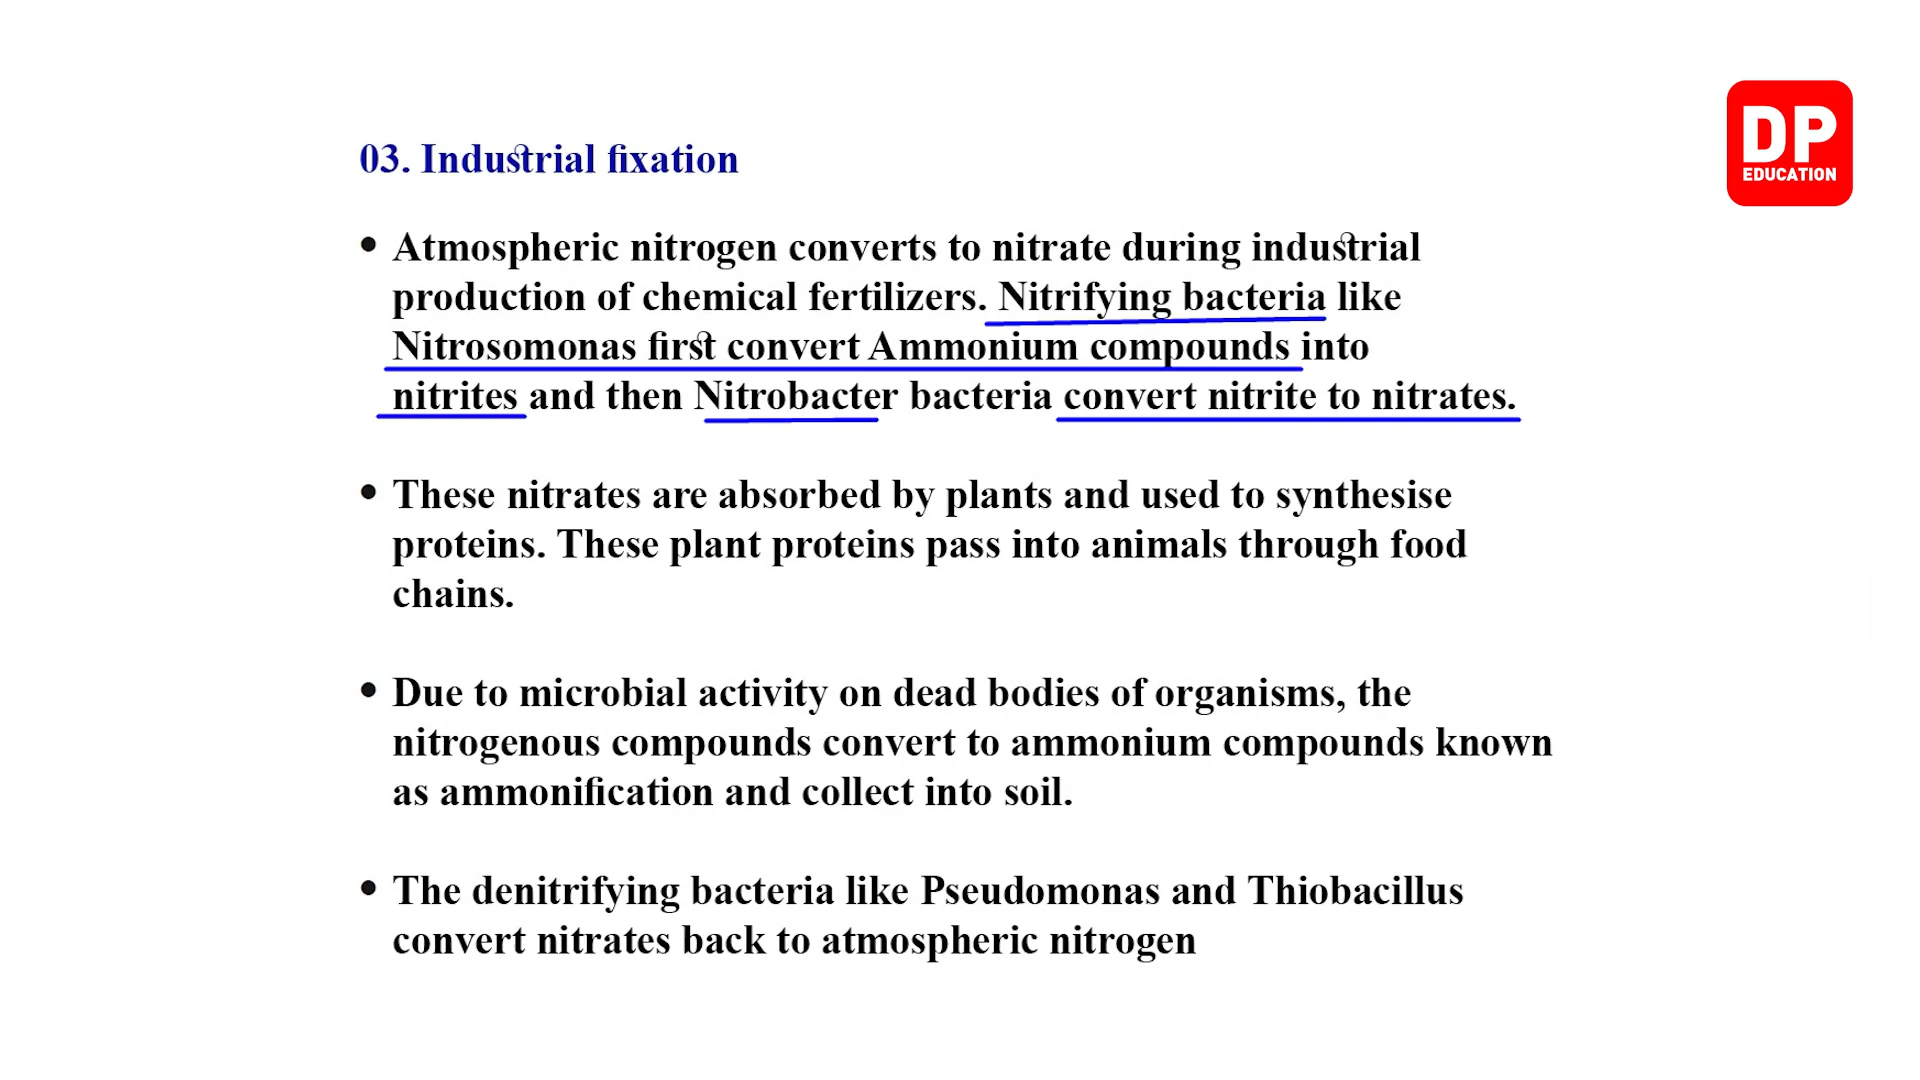 DP
EDUCATION
03. Industrial fixation
• Atmospheric nitrogen converts to nitrate during industrial
production of chemical fertilizers. Nitrifying bacteria like
Nitrosomonas first convert Ammonium compounds into
nitrites and then Nitrobacter bacteria convert nitrite to nitrates.
• These nitrates are absorbed by plants and used to synthesise
proteins. These plant proteins pass into animals through food
chains.
• Due to microbial activity on dead bodies of organisms, the
nitrogenous compounds convert to ammonium compounds known
as ammonification and collect into soil.
• The denitrifying bacteria like Pseudomonas and Thiobacillus
convert nitrates back to atmospheric nitrogen